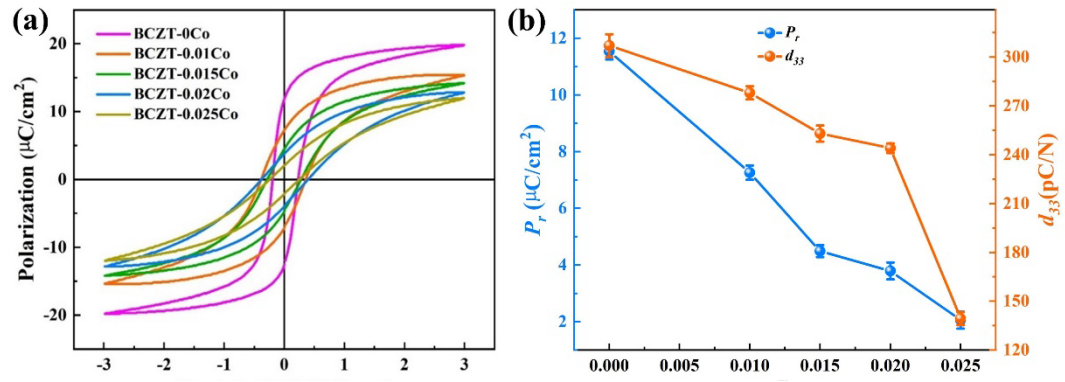 (a)
BCZT-0Co
BCZT-0.01Co
BCZT-0.015Co
BCZT-0.02Co
BCZT-0.025Co
Polarization (μC/cm²)
20
10
0
-10
-20
-3 -2 -1 0 1 2 3
(b)
Pr
d33
Pr (μC/cm²)
12
10
8
6
4
2
d33(pC/N)
300
270
240
210
180
150
120
0.000 0.005 0.010 0.015 0.020 0.025